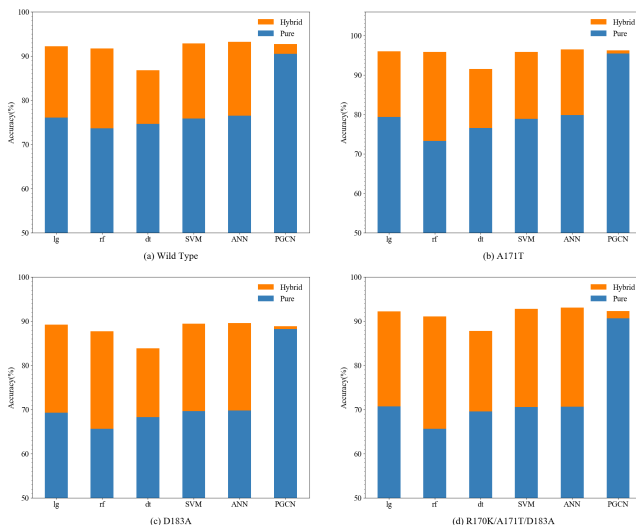 100
90
80
70
60
50
Accuracy(%)
Hybrid
Pure
lg
rf
dt
SVM
ANN
PGCN
(a) Wild Type
100
90
80
70
60
50
Accuracy(%)
Hybrid
Pure
lg
rf
dt
SVM
ANN
PGCN
(b) A171T
100
90
80
70
60
50
Accuracy(%)
Hybrid
Pure
lg
rf
dt
SVM
ANN
PGCN
(c) D183A
100
90
80
70
60
50
Accuracy(%)
Hybrid
Pure
lg
rf
dt
SVM
ANN
PGCN
(d) R170K/A171T/D183A